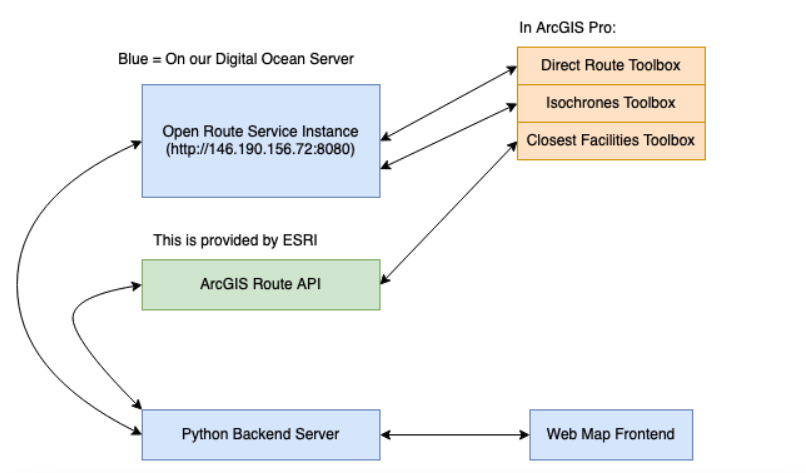 In ArcGIS Pro:
Blue = On our Digital Ocean Server
Direct Route Toolbox
Isochrones Toolbox
Closest Facilities Toolbox
Open Route Service Instance
(http://146.190.156.72:8080)
This is provided by ESRI
ArcGIS Route API
Python Backend Server
Web Map Frontend